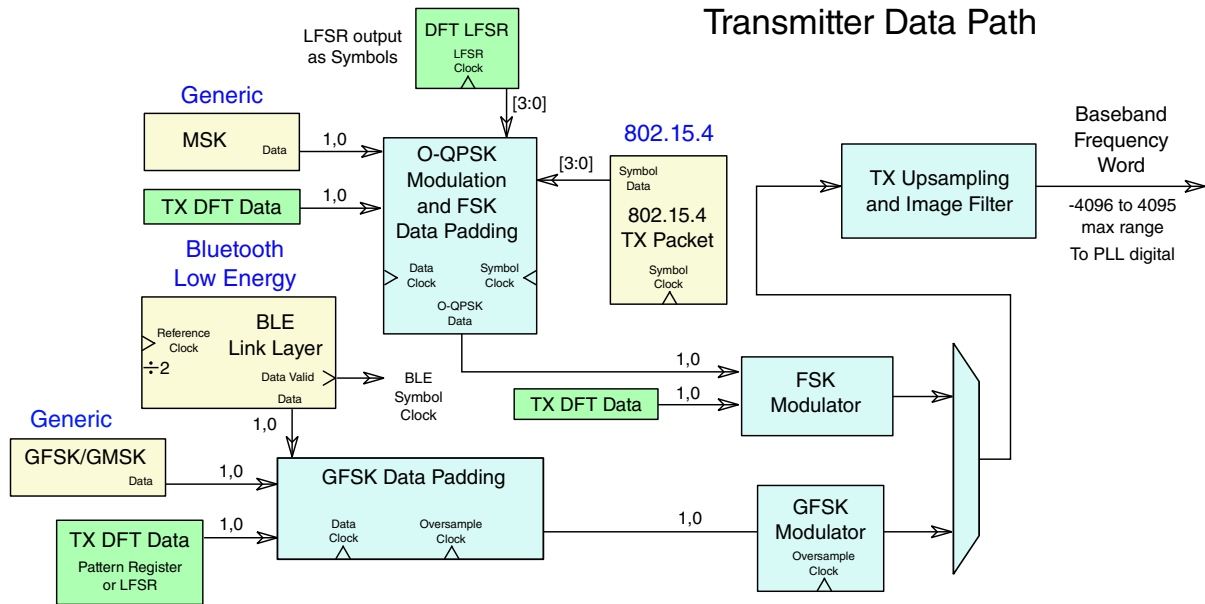 Transmitter Data Path
LFSR output
as Symbols
DFT LFSR
LFSR
Clock
[3:0]
Generic
MSK
Data
1,0
TX DFT Data
1,0
O-QPSK
Modulation
and FSK
Data Padding
Data
Clock
Symbol
Clock
O-QPSK
Data
802.15.4
[3:0]
Symbol
Data
802.15.4
TX Packet
Symbol
Clock
TX Upsampling
and Image Filter
Baseband
Frequency
Word
-4096 to 4095
max range
To PLL digital
Bluetooth
Low Energy
Reference
Clock
÷2
BLE
Link Layer
Data Valid
Data
BLE
Symbol
Clock
1,0
1,0
TX DFT Data
1,0
FSK
Modulator
Generic
GFSK/GMSK
Data
1,0
TX DFT Data
Pattern Register
or LFSR
1,0
GFSK Data Padding
Data
Clock
Oversample
Clock
1,0
GFSK
Modulator
Oversample
Clock